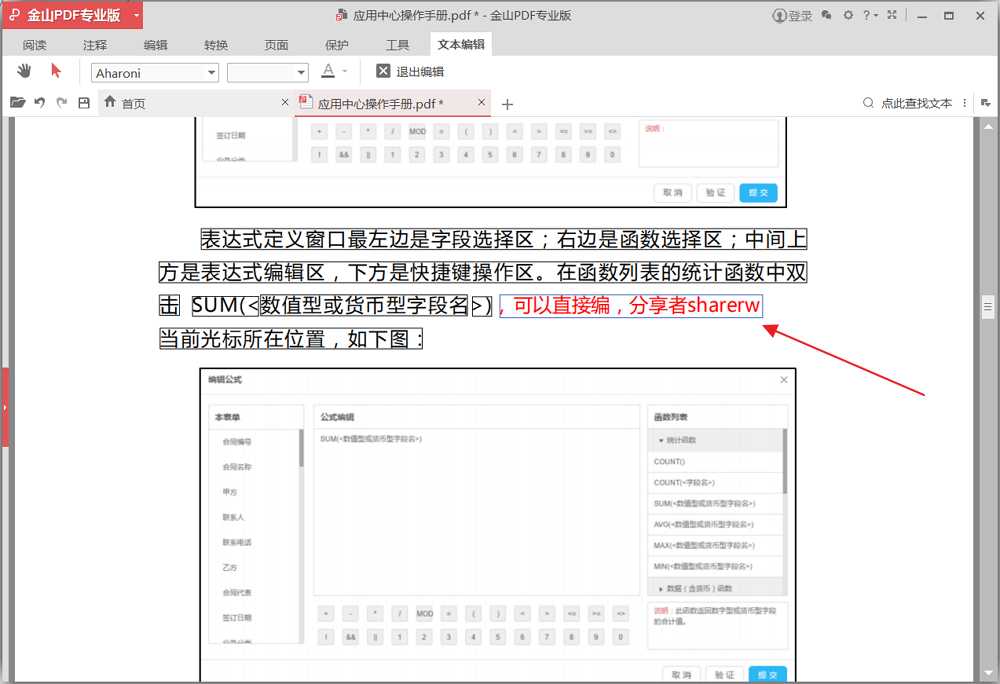 金山PDF专业版
应用中心操作手册.pdf * - 金山PDF专业版
登录
阅读 注释 编辑 转换 页面 保护 工具 文本编辑
Aharoni
A
退出编辑
首页
应用中心操作手册.pdf *
点此查找文本
签订日期
+ - * / MOD = ( ) < > <= >= <>
! && || 1 2 3 4 5 6 7 8 9 0
说明：
取 消 验 证 提 交
表达式定义窗口最左边是字段选择区；右边是函数选择区；中间上
方是表达式编辑区，下方是快捷键操作区。在函数列表的统计函数中双
击 SUM(<数值型或货币型字段名>)，可以直接编，分享者sharerw
当前光标所在位置，如下图：
编辑公式
本表单
合同编号
合同名称
甲方
联系人
联系电话
乙方
合同代表
签订日期
公式编辑
SUM(<数值型或货币型字段名>)
函数列表
统计函数
COUNT()
COUNT(<字段名>)
SUM(<数值型或货币型字段名>)
AVG(<数值型或货币型字段名>)
MAX(<数值型或货币型字段名>)
MIN(<数值型或货币型字段名>)
数据（含货币）函数
+ - * / MOD = ( ) < > <= >= <>
! && || 1 2 3 4 5 6 7 8 9 0
说明：此函数返回数字型或货币型字段
的合计值。
取 消 验 证 提 交